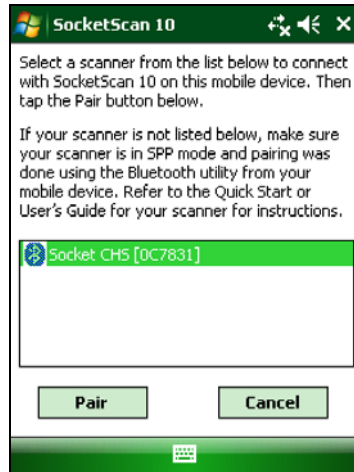 SocketScan 10
Select a scanner from the list below to connect
with SocketScan 10 on this mobile device. Then
tap the Pair button below.
If your scanner is not listed below, make sure
your scanner is in SPP mode and pairing was
done using the Bluetooth utility from your
mobile device. Refer to the Quick Start or
User's Guide for your scanner for instructions.
Socket CHS [0C7831]
Pair Cancel